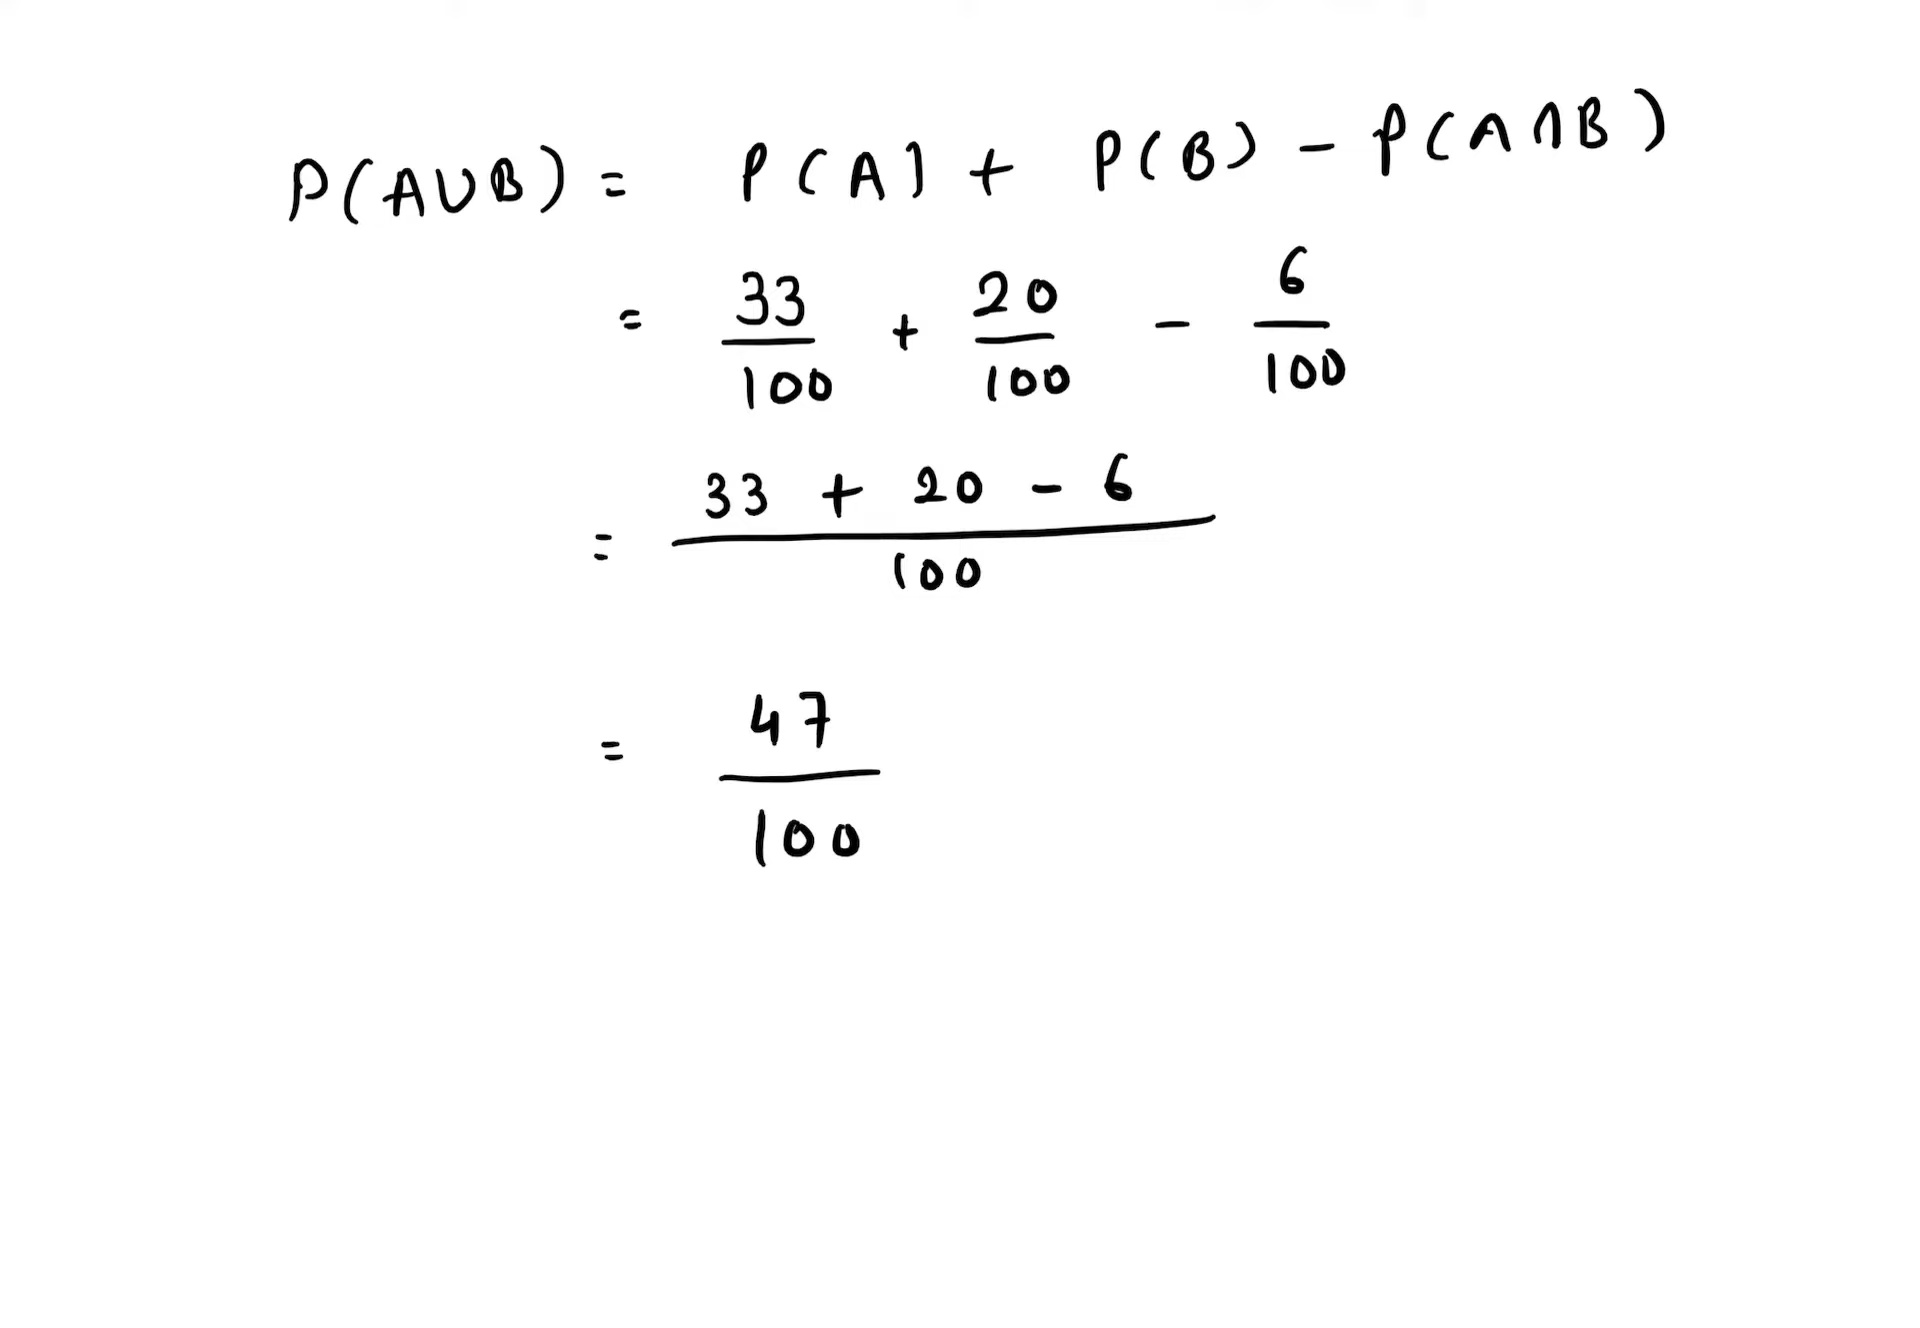 P(A∪B) = P(A) + P(B) - P(A∩B)
= 33/100 + 20/100 - 6/100
= (33 + 20 - 6)/100
= 47/100